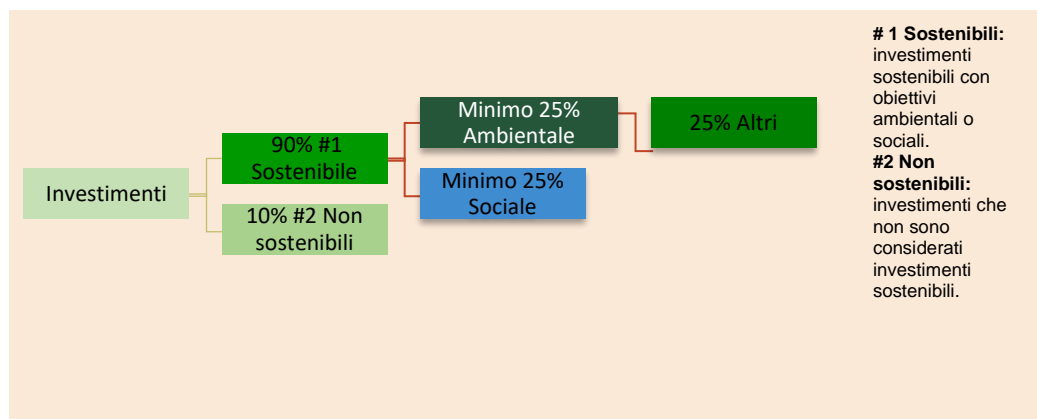 Investimenti
90% #1
Sostenibile
10% #2 Non
sostenibili
Minimo 25%
Ambientale
Minimo 25%
Sociale
25% Altri
# 1 Sostenibili:
investimenti
sostenibili con
obiettivi
ambientali o
sociali.
#2 Non
sostenibili:
investimenti che
non sono
considerati
investimenti
sostenibili.